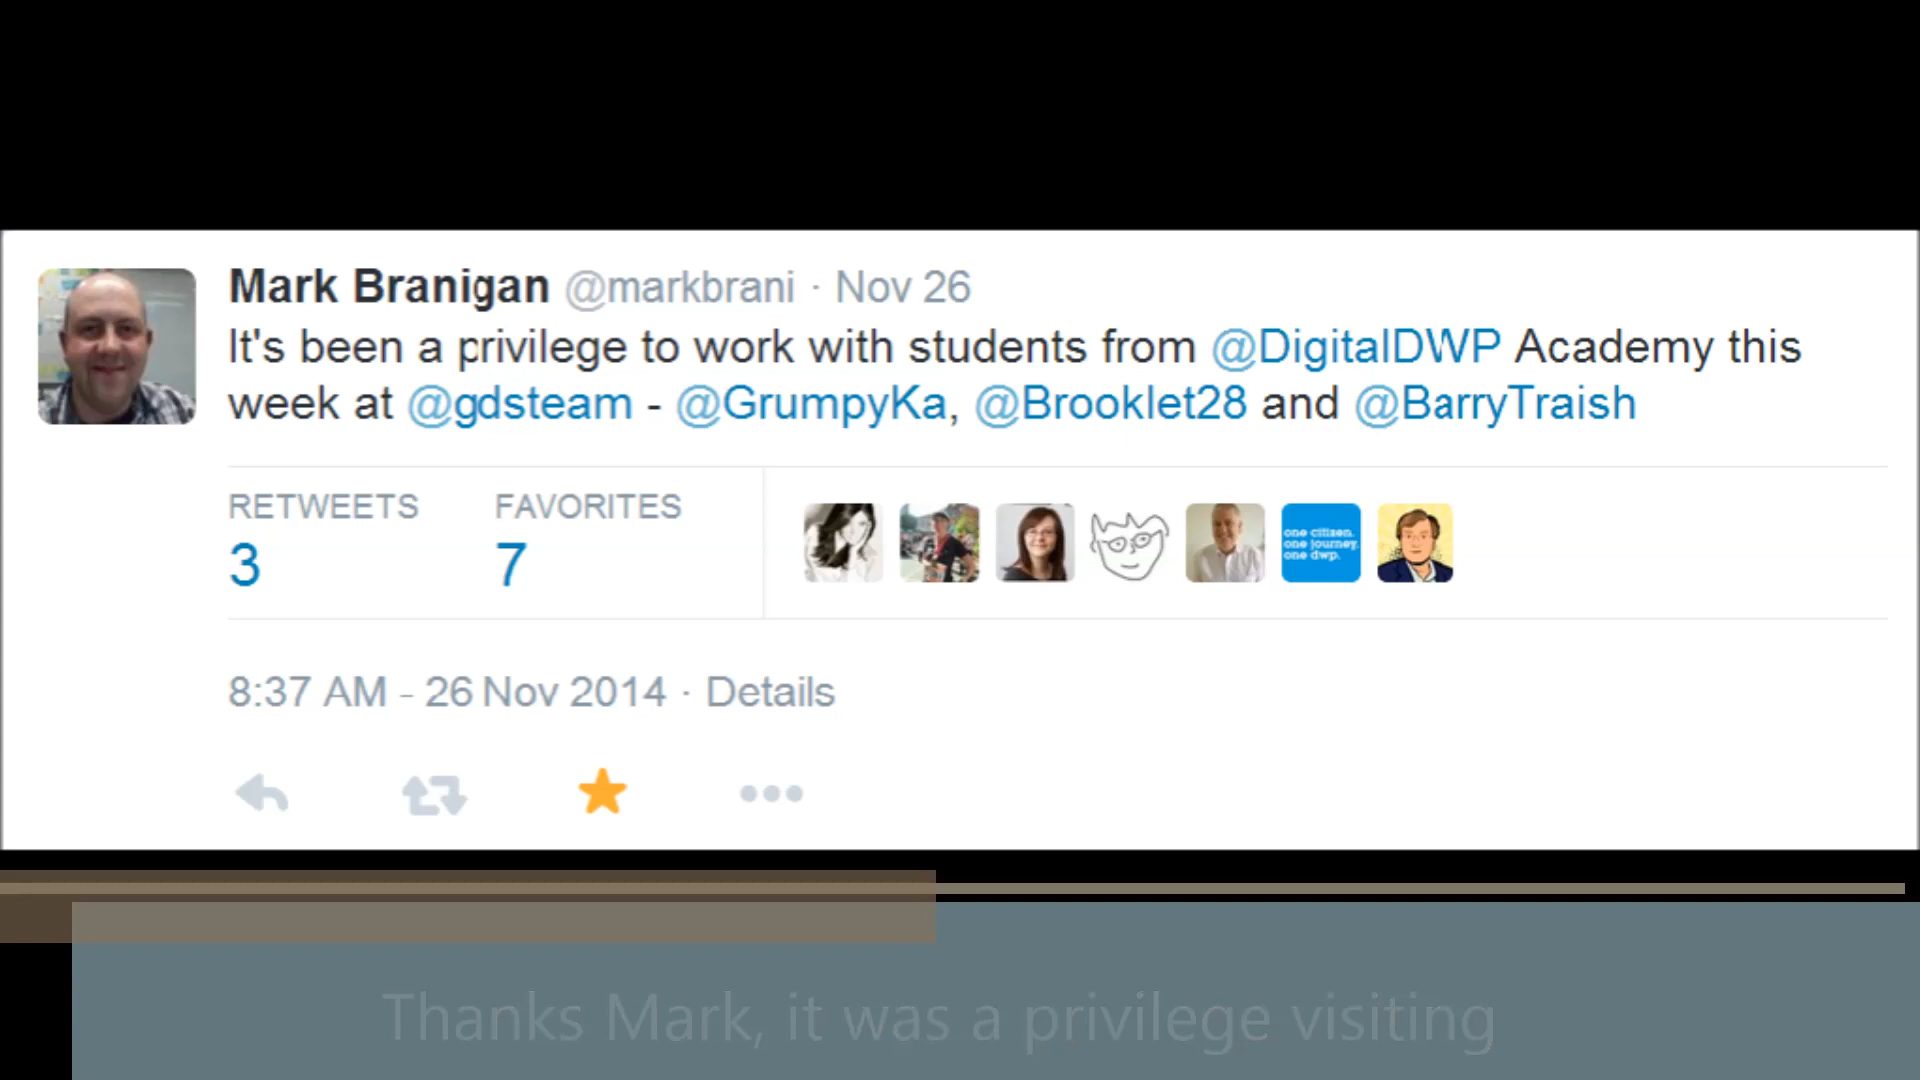 Mark Branigan @markbrani · Nov 26
It's been a privilege to work with students from @DigitalDWP Academy this
week at @gdsteam - @GrumpyKa, @Brooklet28 and @BarryTraish
RETWEETS FAVORITES
3 7
one citizen.
one journey.
one dwp.
8:37 AM - 26 Nov 2014 · Details
Thanks Mark, it was a privilege visiting